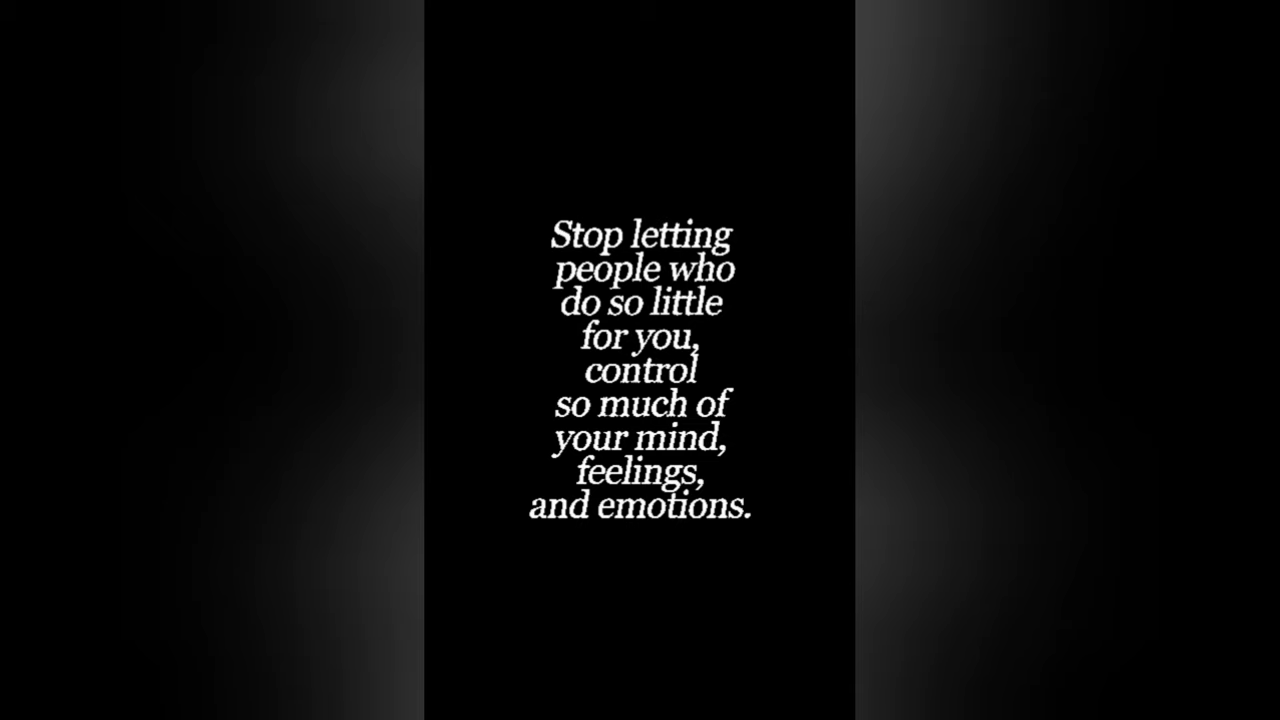 Stop letting
people who
do so little
for you,
control
so much of
your mind,
feelings,
and emotions.